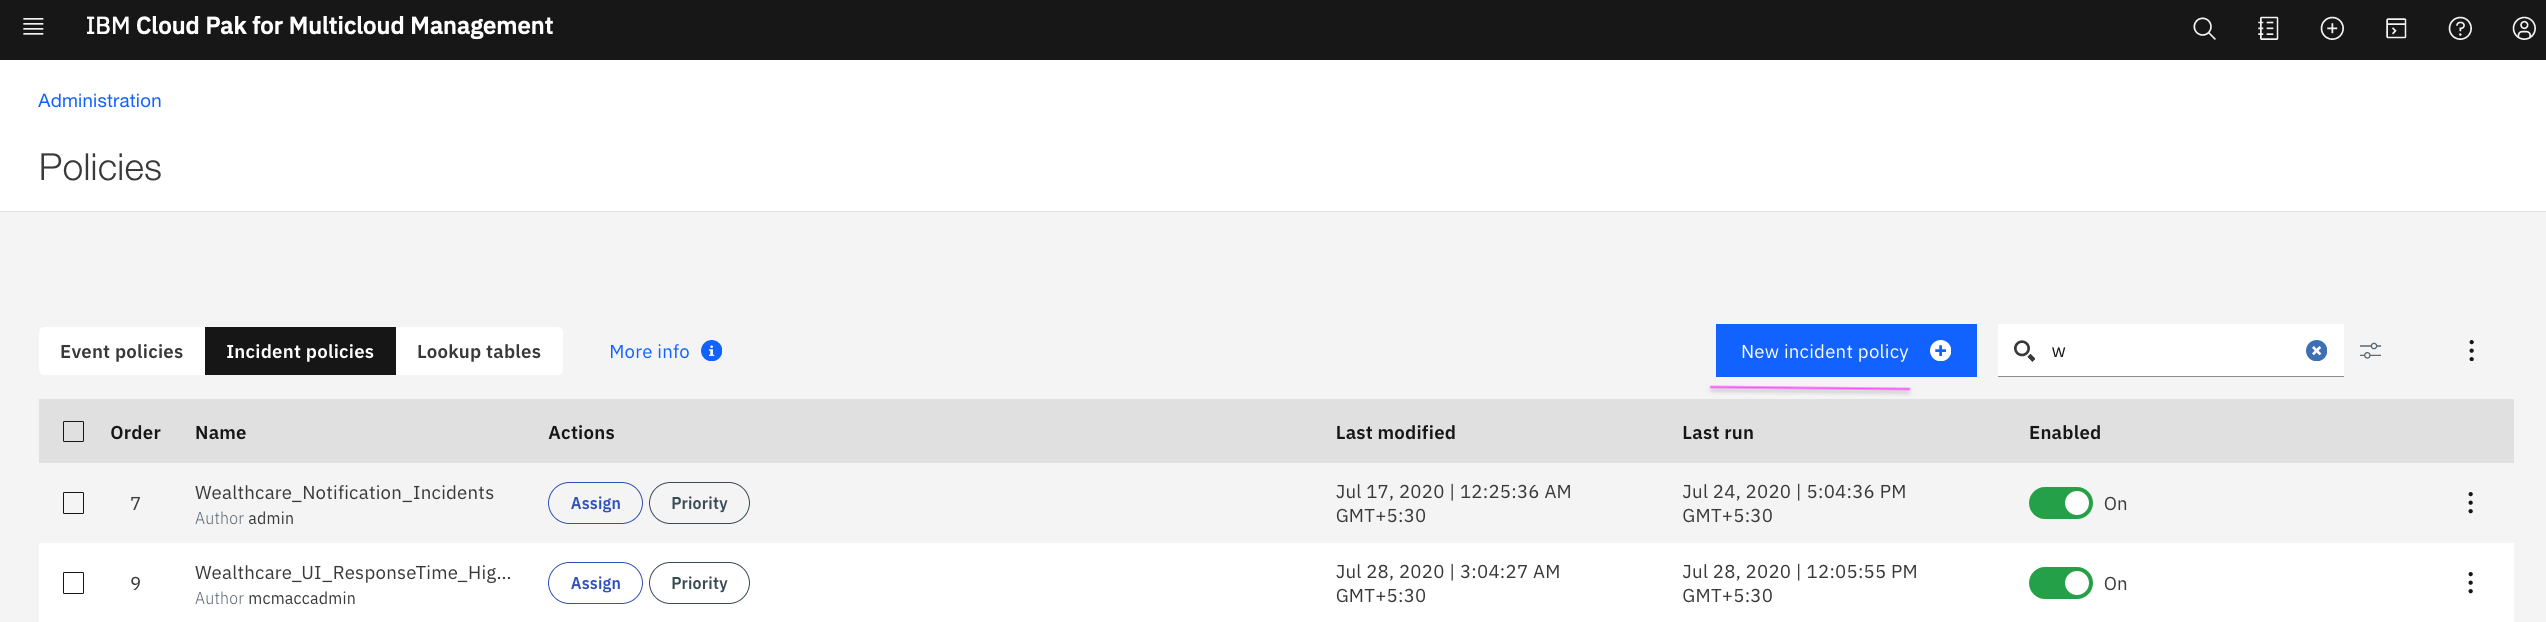 IBM Cloud Pak for Multicloud Management
Administration
Policies
Event policies Incident policies Lookup tables More info New incident policy w
Order Name Actions Last modified Last run Enabled
7 Wealthcare_Notification_Incidents Assign Priority Jul 17, 2020 | 12:25:36 AM Jul 24, 2020 | 5:04:36 PM On
Author admin GMT+5:30 GMT+5:30
9 Wealthcare_UI_ResponseTime_Hig... Assign Priority Jul 28, 2020 | 3:04:27 AM Jul 28, 2020 | 12:05:55 PM On
Author mcmaccadmin GMT+5:30 GMT+5:30